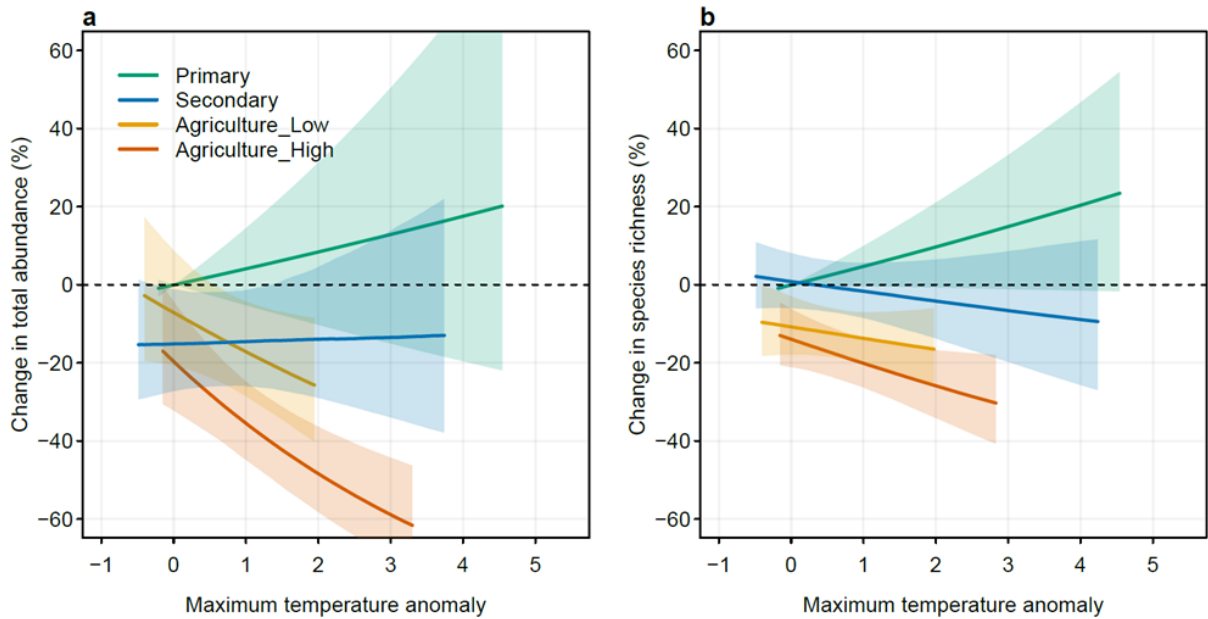 a
Change in total abundance (%)
60
40
20
0
−20
−40
−60
Primary
Secondary
Agriculture_Low
Agriculture_High
−1 0 1 2 3 4 5
Maximum temperature anomaly
b
Change in species richness (%)
60
40
20
0
−20
−40
−60
−1 0 1 2 3 4 5
Maximum temperature anomaly